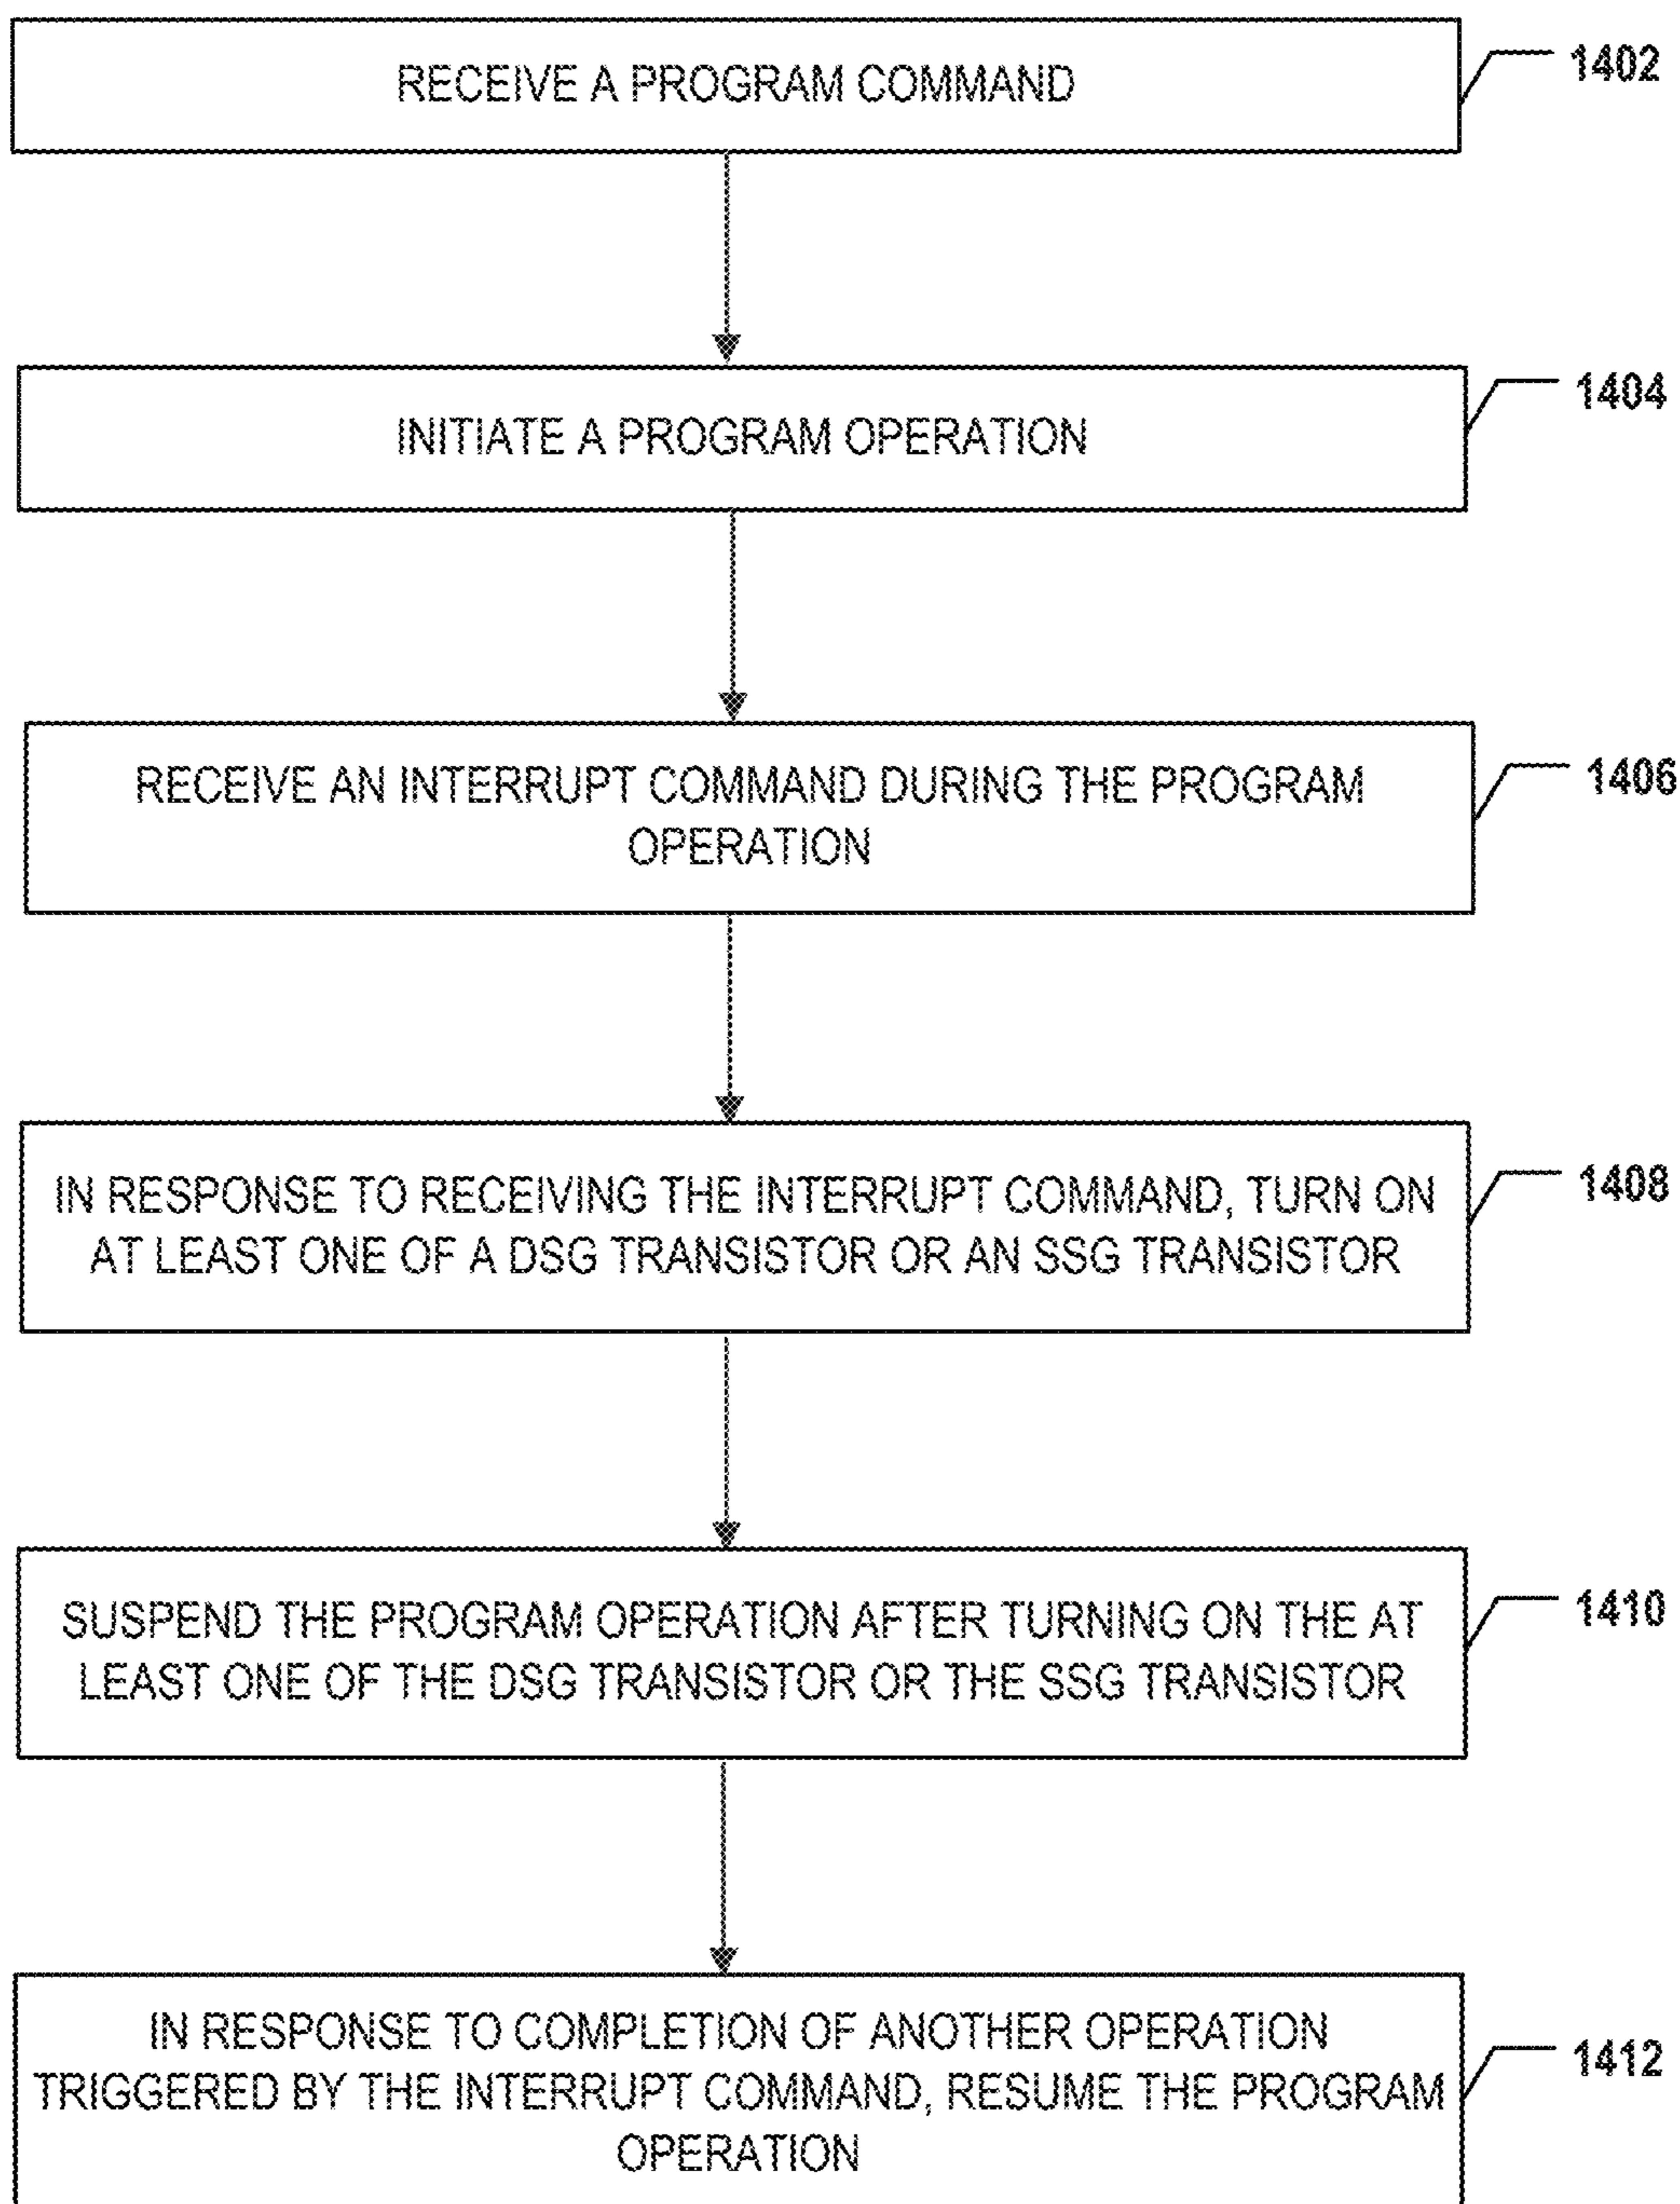 RECEIVE A PROGRAM COMMAND
1402
INITIATE A PROGRAM OPERATION
1404
RECEIVE AN INTERRUPT COMMAND DURING THE PROGRAM
OPERATION
1406
IN RESPONSE TO RECEIVING THE INTERRUPT COMMAND, TURN ON
AT LEAST ONE OF A DSG TRANSISTOR OR AN SSG TRANSISTOR
1408
SUSPEND THE PROGRAM OPERATION AFTER TURNING ON THE AT
LEAST ONE OF THE DSG TRANSISTOR OR THE SSG TRANSISTOR
1410
IN RESPONSE TO COMPLETION OF ANOTHER OPERATION
TRIGGERED BY THE INTERRUPT COMMAND, RESUME THE PROGRAM
OPERATION
1412